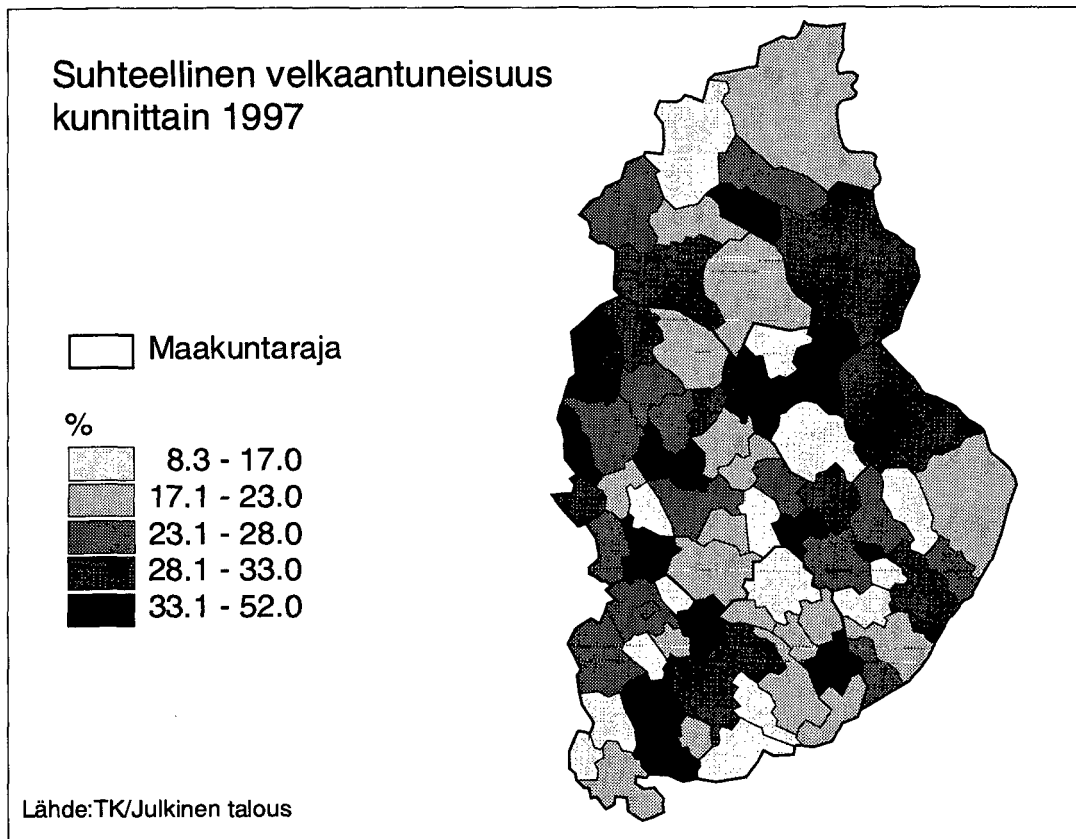 Suhteellinen velkaantuneisuus
kunnittain 1997
Maakuntaraja
%
8.3 - 17.0
17.1 - 23.0
23.1 - 28.0
28.1 - 33.0
33.1 - 52.0
Lähde:TK/Julkinen talous